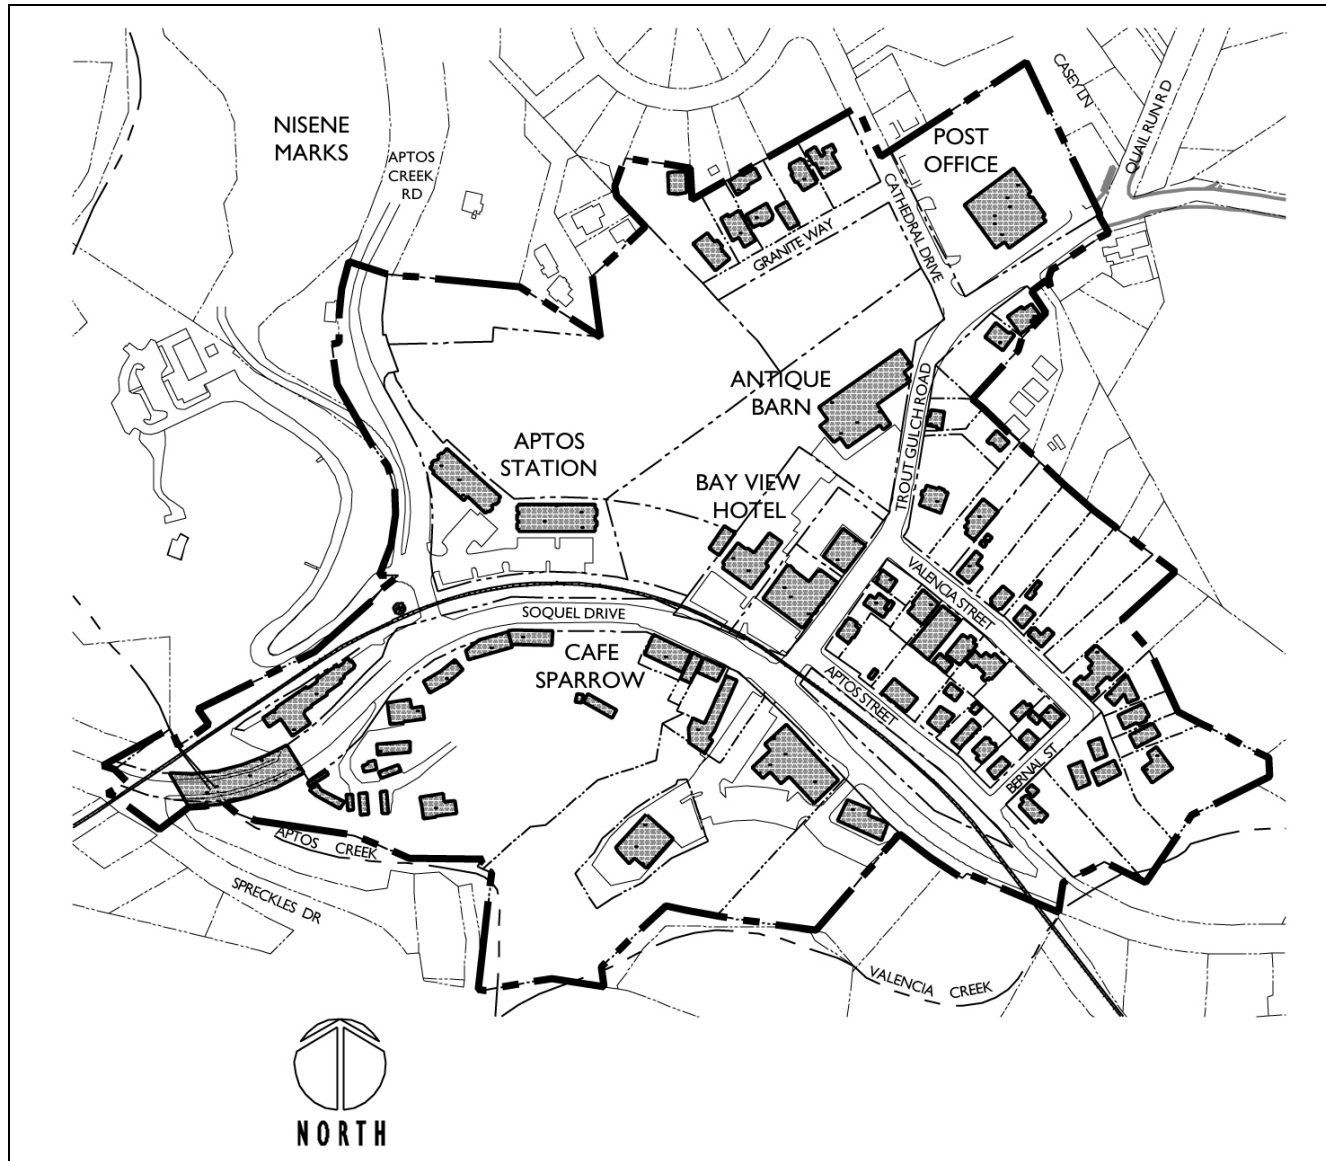 CASEY LN
QUAIL RUN RD
NISENE
MARKS
POST
OFFICE
APTOS
CREEK
RD
CATHEDRAL DRIVE
GRANITE WAY
ANTIQUE
BARN
TROUT GULCH ROAD
APTOS
STATION
BAY VIEW
HOTEL
VALENCIA STREET
SOQUEL DRIVE
CAFE
SPARROW
APTOS STREET
BERNAL ST.
APTOS CREEK
SPRECKLES DR
VALENCIA CREEK
NORTH